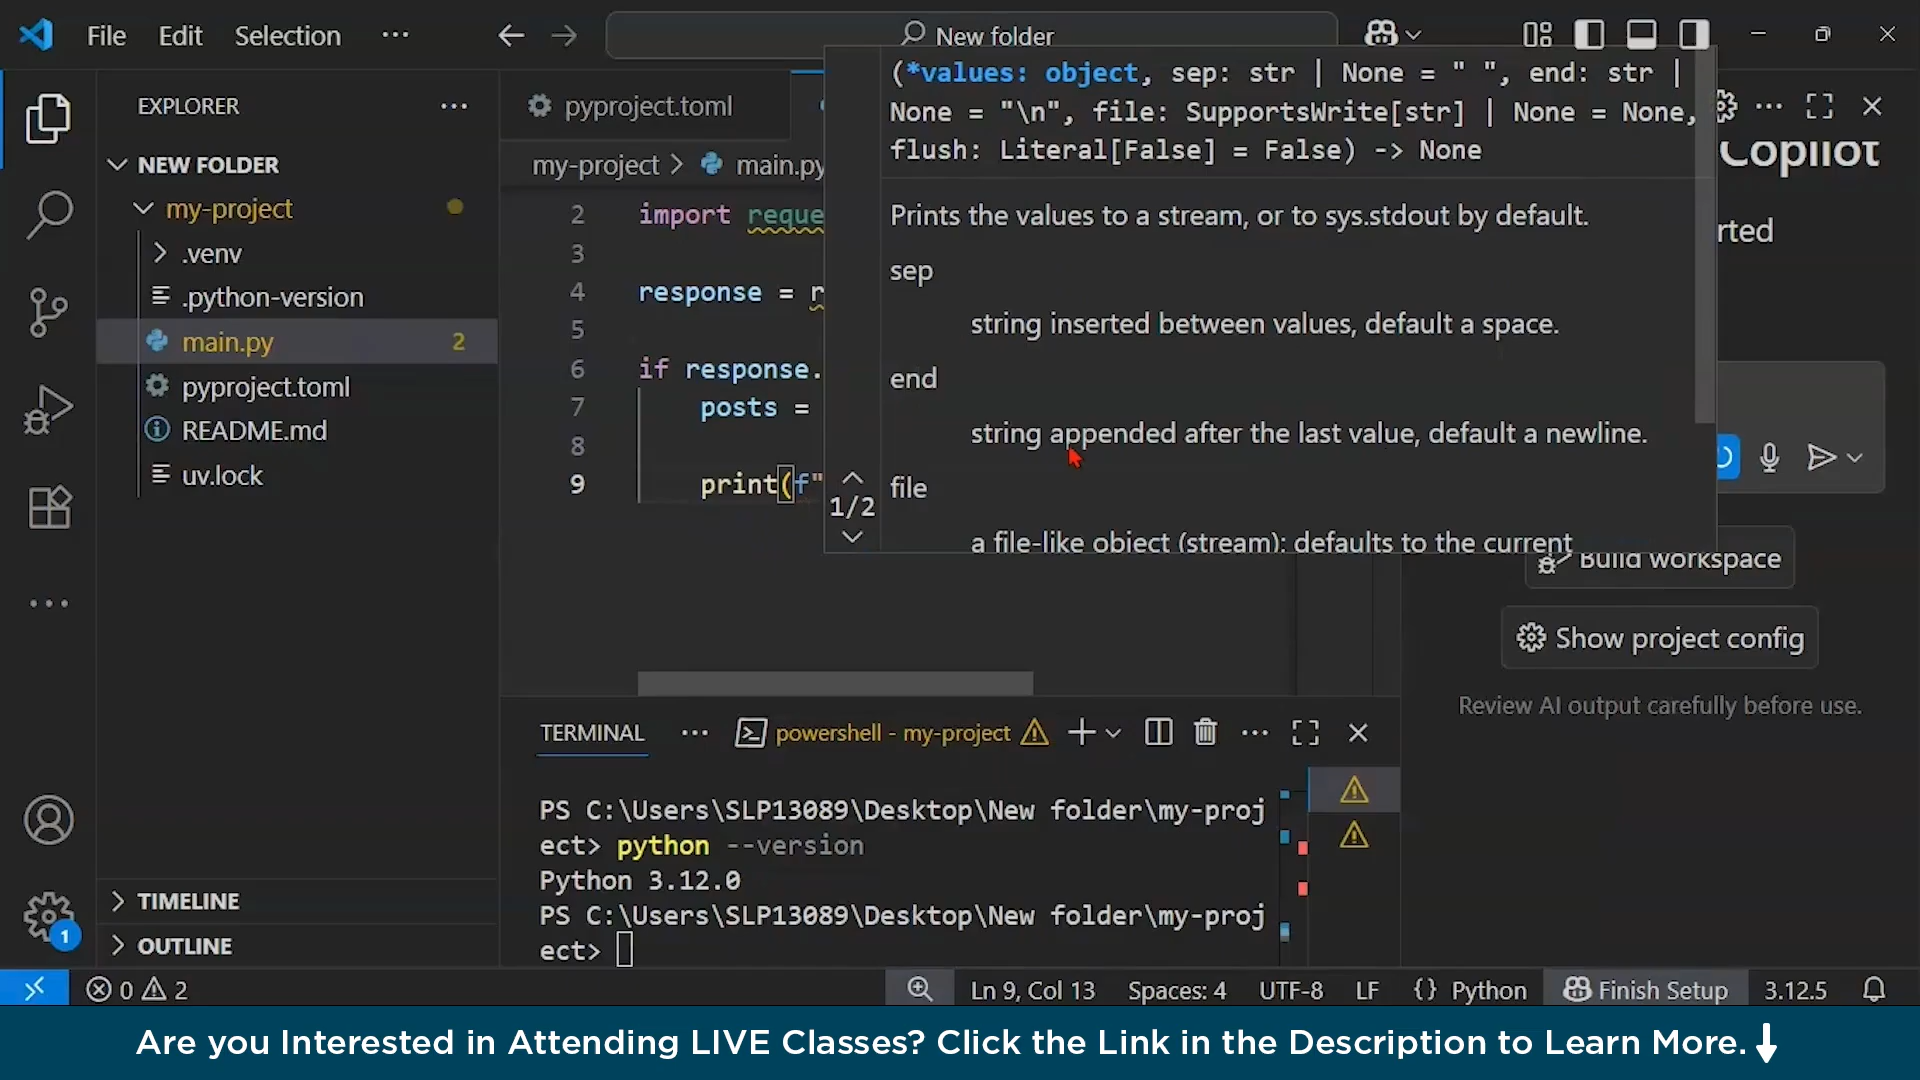 File Edit Selection ··· New folder
EXPLORER ···
NEW FOLDER
my-project
.venv
.python-version
main.py 2
pyproject.toml
README.md
uv.lock
TIMELINE
OUTLINE
1
pyproject.toml
my-project > main.py
2 import reque
3
4 response = r
5
6 if response.
7 posts =
8
9 print(f"
1/2
(*values: object, sep: str | None = " ", end: str |
None = "\n", file: SupportsWrite[str] | None = None,
flush: Literal[False] = False) -> None
Prints the values to a stream, or to sys.stdout by default.
sep
string inserted between values, default a space.
end
string appended after the last value, default a newline.
file
a file-like object (stream); defaults to the current
Copilot
rted
Build workspace
Show project config
Review AI output carefully before use.
TERMINAL ··· powershell - my-project
PS C:\Users\SLP13089\Desktop\New folder\my-proj
ect> python --version
Python 3.12.0
PS C:\Users\SLP13089\Desktop\New folder\my-proj
ect>
0 2 Ln 9, Col 13 Spaces: 4 UTF-8 LF {} Python Finish Setup 3.12.5
Are you Interested in Attending LIVE Classes? Click the Link in the Description to Learn More.